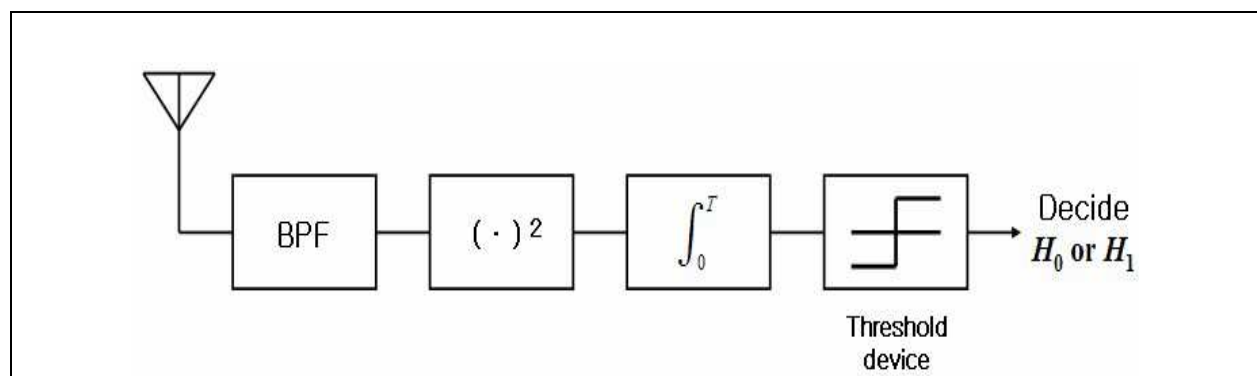 BPF
( · )²
∫₀ᵀ
Decide
H₀ or H₁
Threshold
device